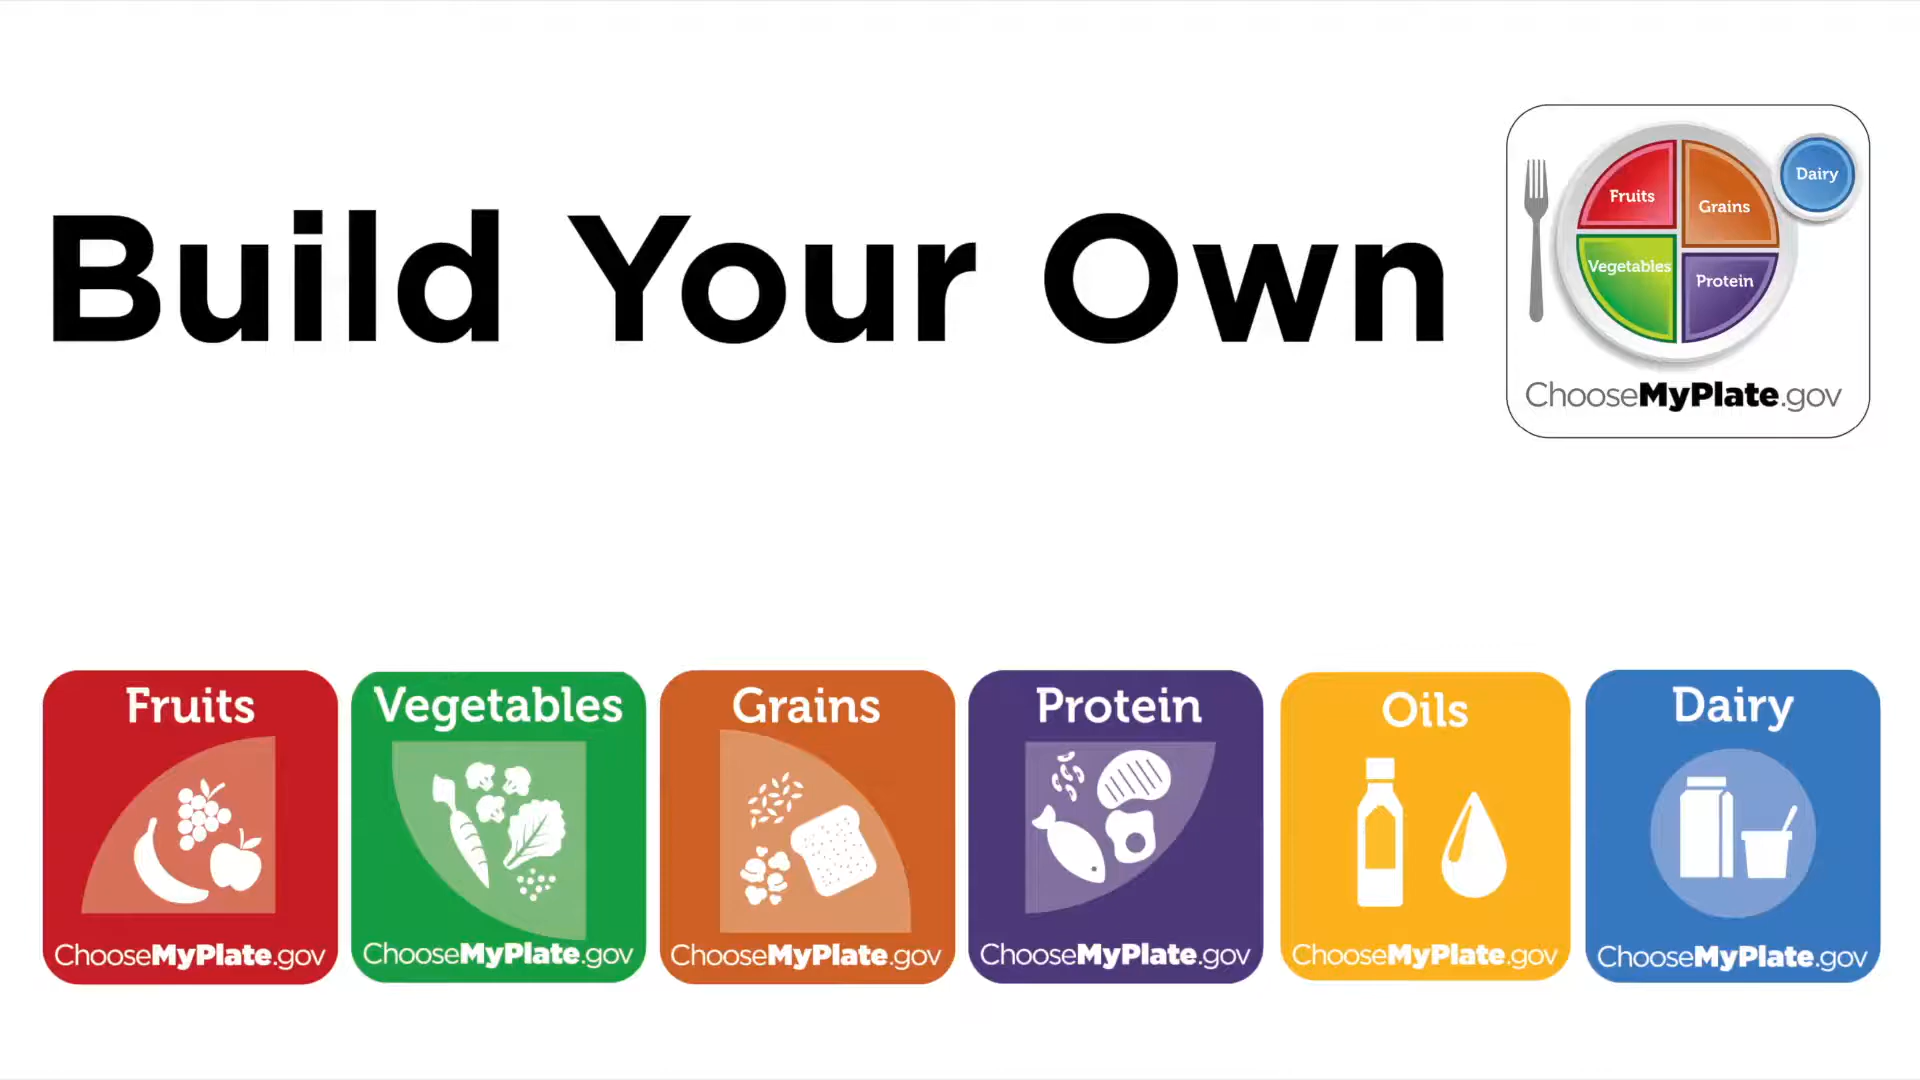 Build Your Own
Fruits
Grains
Dairy
Vegetables
Protein
ChooseMyPlate.gov
Fruits
ChooseMyPlate.gov
Vegetables
ChooseMyPlate.gov
Grains
ChooseMyPlate.gov
Protein
ChooseMyPlate.gov
Oils
ChooseMyPlate.gov
Dairy
ChooseMyPlate.gov